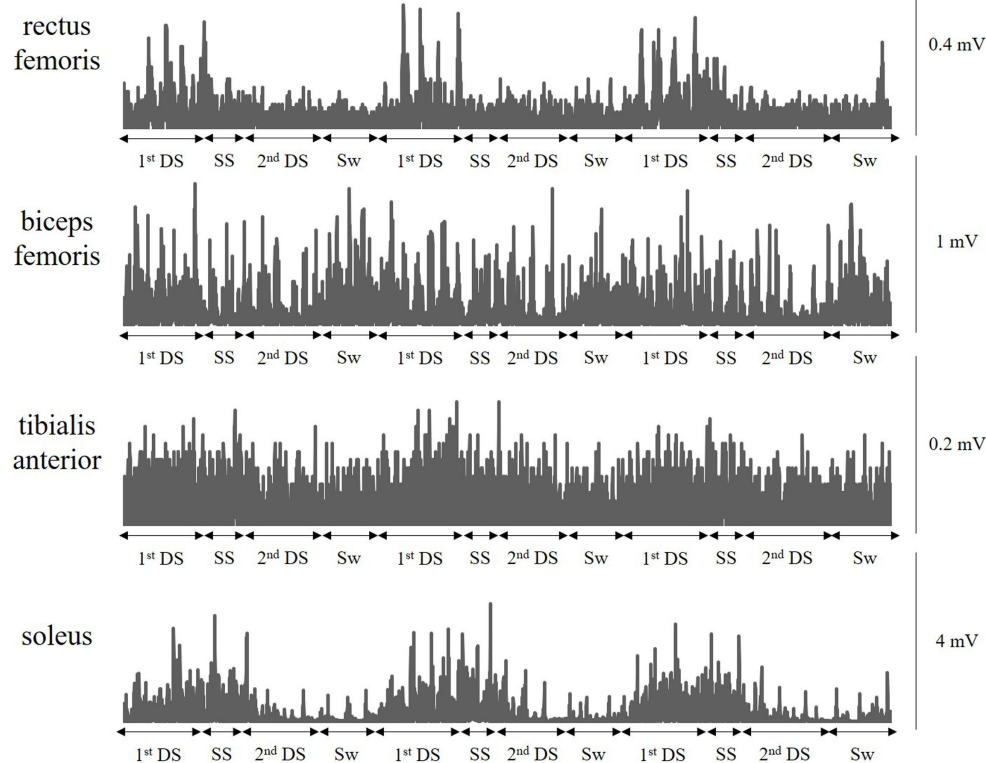 rectus
femoris
0.4 mV
1st DS SS 2nd DS Sw 1st DS SS 2nd DS Sw 1st DS SS 2nd DS Sw
biceps
femoris
1 mV
1st DS SS 2nd DS Sw 1st DS SS 2nd DS Sw 1st DS SS 2nd DS Sw
tibialis
anterior
0.2 mV
1st DS SS 2nd DS Sw 1st DS SS 2nd DS Sw 1st DS SS 2nd DS Sw
soleus
4 mV
1st DS SS 2nd DS Sw 1st DS SS 2nd DS Sw 1st DS SS 2nd DS Sw